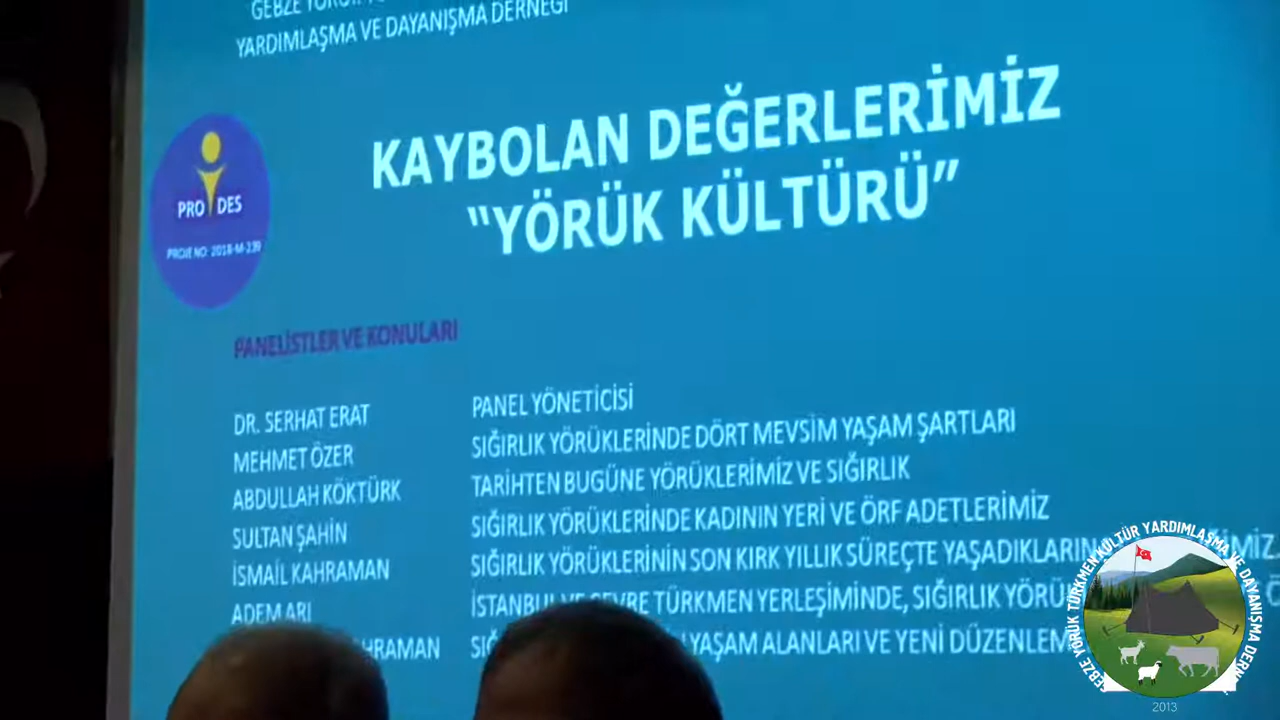 GEBZE YÖRÜK
YARDIMLAŞMA VE DAYANIŞMA DERNEĞİ
KAYBOLAN DEĞERLERİMİZ
"YÖRÜK KÜLTÜRÜ”
PRO DES
PROJE NO: 2018-M-239
PANELİSTLER VE KONULARI
DR. SERHAT ERAT PANEL YÖNETİCİSİ
MEHMET ÖZER SIĞIRLIK YÖRÜKLERİNDE DÖRT MEVSİM YAŞAM ŞARTLARI
ABDULLAH KÖKTÜRK TARİHTEN BUGÜNE YÖRÜKLERİMİZ VE SIĞIRLIK
SULTAN ŞAHİN SIĞIRLIK YÖRÜKLERİNDE KADININ YERİ VE ÖRF ADETLERİMİZ
İSMAİL KAHRAMAN SIĞIRLIK YÖRÜKLERİNİN SON KIRK YILLIK SÜREÇTE
ADEM ARI İSTANBUL VE ÇEVRE TÜRKMEN YERLEŞİMİNDE, SIĞIRLIK
YAŞAM ALANLARI VE YENİ
GEBZE YÖRÜK TÜRKMEN KÜLTÜR YARDIMLAŞMA VE DAYANIŞMA DERNEĞİ
2013